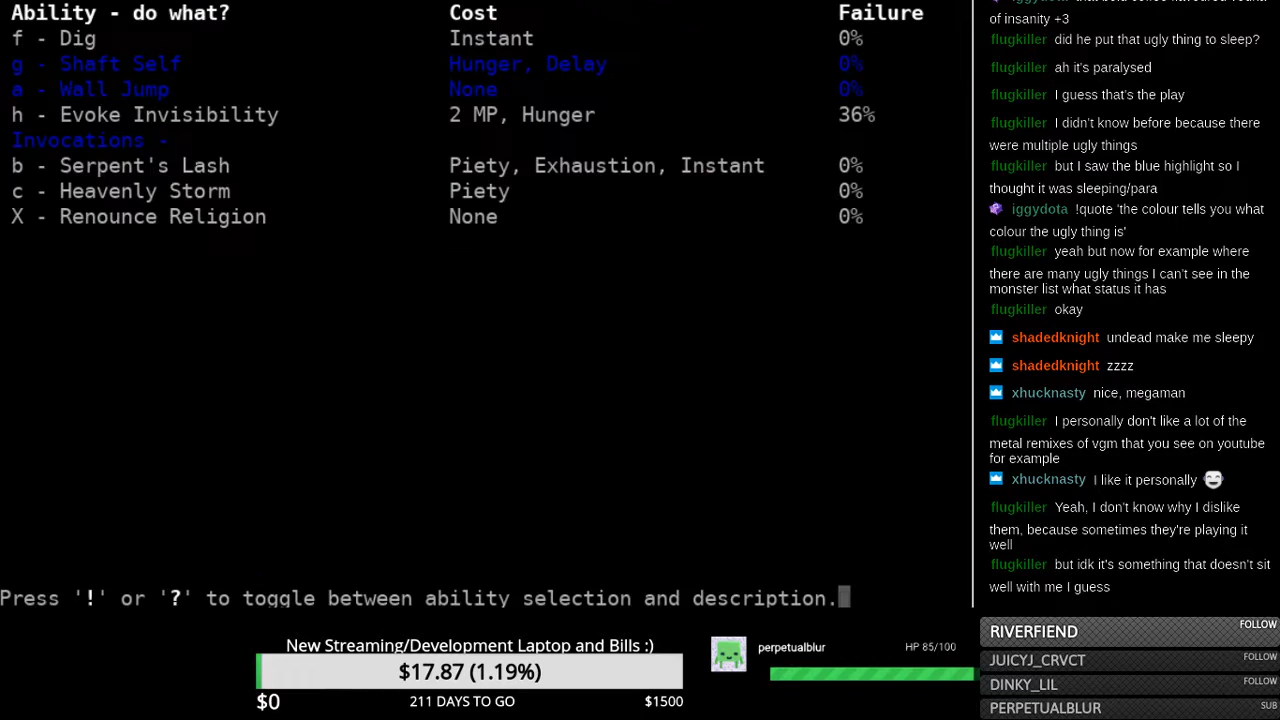 Ability - do what? Cost Failure
f - Dig Instant 0%
g - Shaft Self Hunger, Delay 0%
a - Wall Jump None 0%
h - Evoke Invisibility 2 MP, Hunger 36%
Invocations -
b - Serpent's Lash Piety, Exhaustion, Instant 0%
c - Heavenly Storm Piety 0%
X - Renounce Religion None 0%
Press '!' or '?' to toggle between ability selection and description.
of insanity +3
flugkiller did he put that ugly thing to sleep?
flugkiller ah it's paralysed
flugkiller I guess that's the play
flugkiller I didn't know before because there
were multiple ugly things
flugkiller but I saw the blue highlight so I
thought it was sleeping/para
iggydota !quote 'the colour tells you what
colour the ugly thing is'
flugkiller yeah but now for example where
there are many ugly things I can't see in the
monster list what status it has
flugkiller okay
shadedknight undead make me sleepy
shadedknight zzzz
xhucknasty nice, megaman
flugkiller I personally don't like a lot of the
metal remixes of vgm that you see on youtube
for example
xhucknasty I like it personally
flugkiller Yeah, I don't know why I dislike
them, because sometimes they're playing it
well
flugkiller but idk it's something that doesn't sit
well with me I guess
New Streaming/Development Laptop and Bills :)
$17.87 (1.19%)
$0 211 DAYS TO GO $1500
perpetualblur HP 85/100
RIVERFIEND FOLLOW
JUICYJ_CRVCT FOLLOW
DINKY_LIL FOLLOW
PERPETUALBLUR SUB